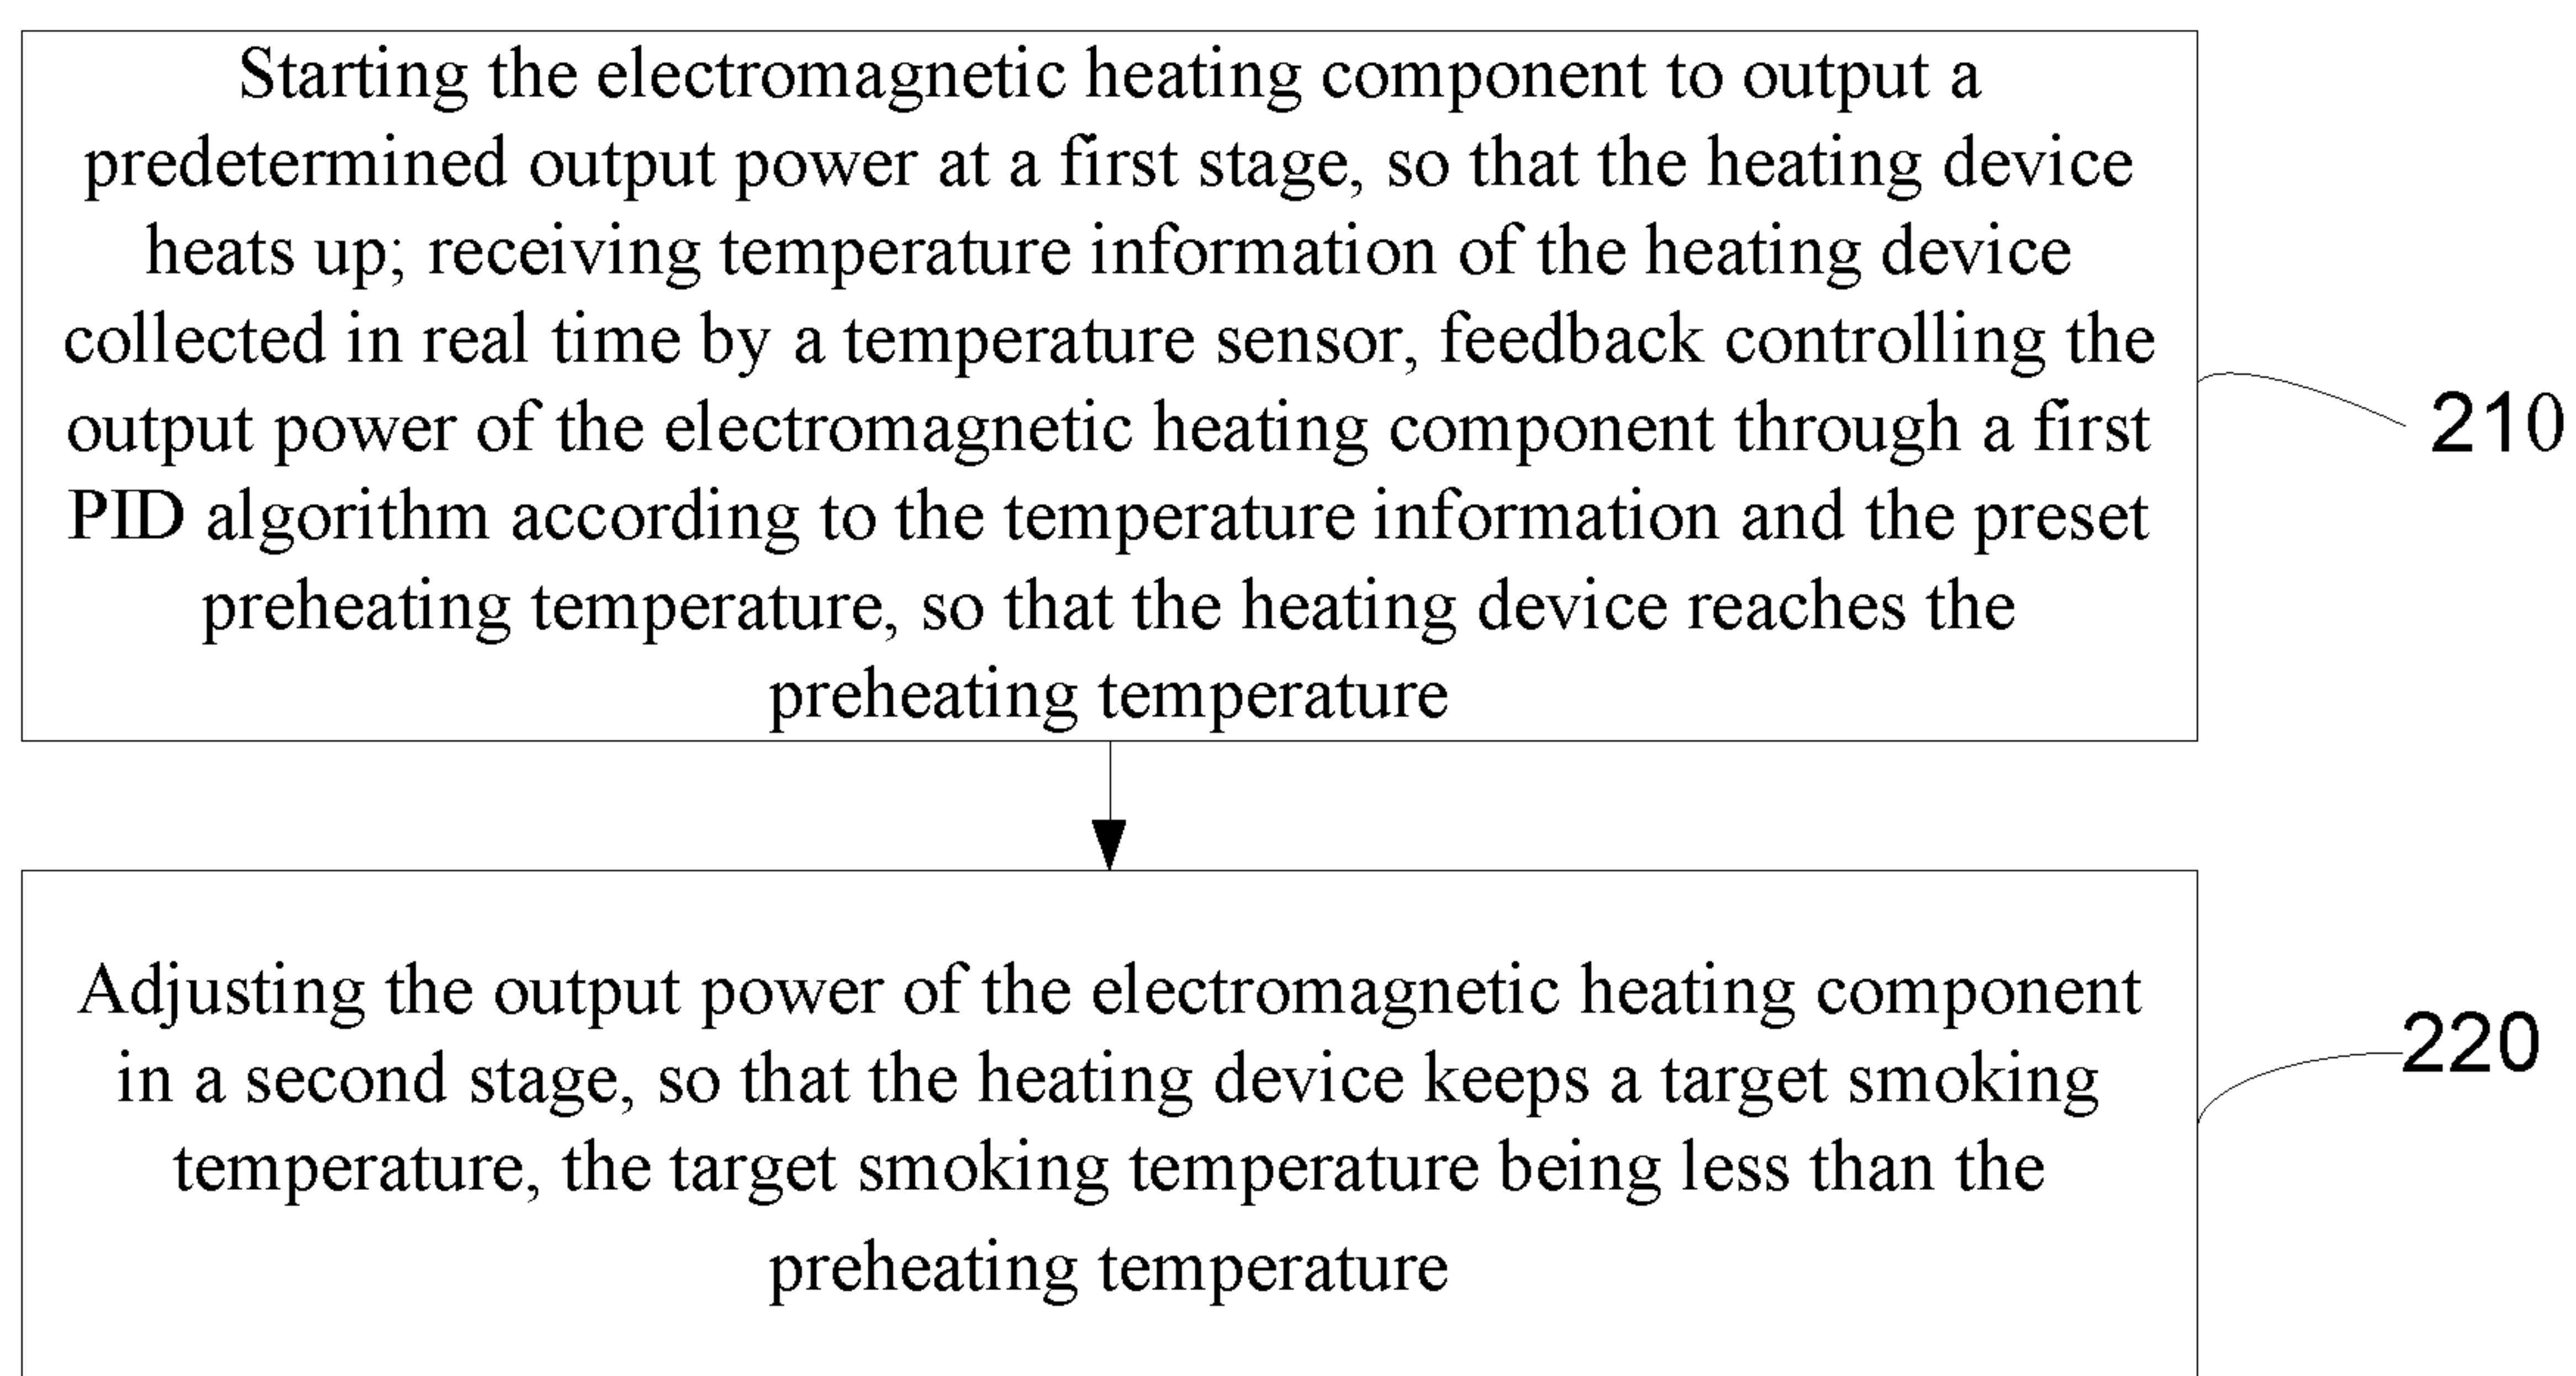 Starting the electromagnetic heating component to output a
predetermined output power at a first stage, so that the heating device
heats up; receiving temperature information of the heating device
collected in real time by a temperature sensor, feedback controlling the
output power of the electromagnetic heating component through a first
PID algorithm according to the temperature information and the preset
preheating temperature, so that the heating device reaches the
preheating temperature
210
Adjusting the output power of the electromagnetic heating component
in a second stage, so that the heating device keeps a target smoking
temperature, the target smoking temperature being less than the
preheating temperature
220